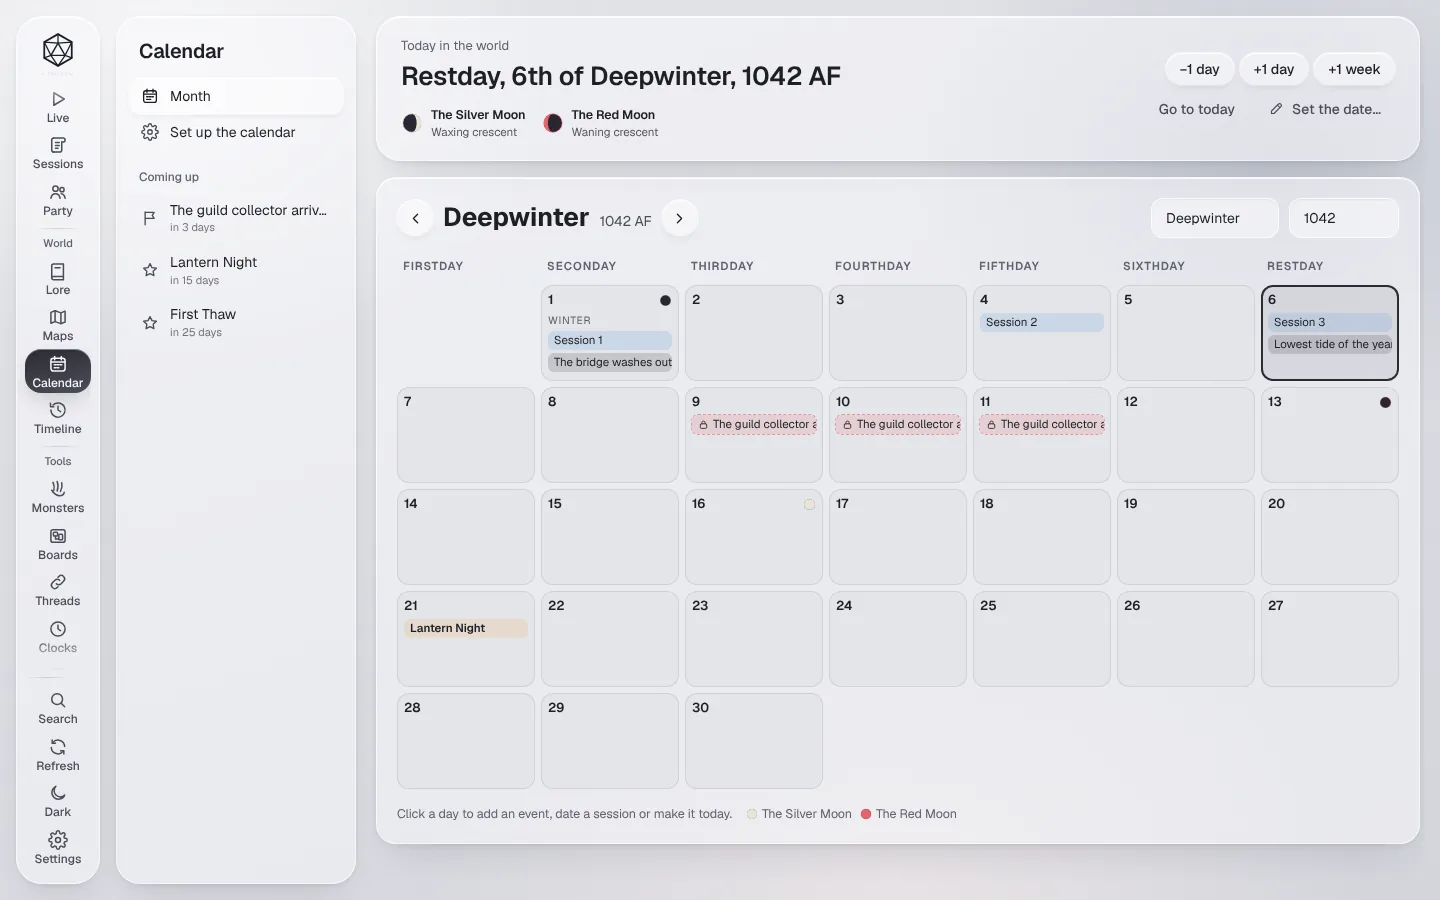 Live
Sessions
Party
World
Lore
Maps
Calendar
Timeline
Tools
Monsters
Boards
Threads
Clocks
Search
Refresh
Dark
Settings
Calendar
Month
Set up the calendar
Coming up
The guild collector arriv...
in 3 days
Lantern Night
in 15 days
First Thaw
in 25 days
Today in the world
Restday, 6th of Deepwinter, 1042 AF
The Silver Moon
Waxing crescent
The Red Moon
Waning crescent
−1 day
+1 day
+1 week
Go to today
Set the date...
Deepwinter 1042 AF
Deepwinter
1042
FIRSTDAY SECONDAY THIRDDAY FOURTHDAY FIFTHDAY SIXTHDAY RESTDAY
1
WINTER
Session 1
The bridge washes out
2
3
4
Session 2
5
6
Session 3
Lowest tide of the year
7
8
9
The guild collector a
10
The guild collector a
11
The guild collector a
12
13
14
15
16
17
18
19
20
21
Lantern Night
22
23
24
25
26
27
28
29
30
Click a day to add an event, date a session or make it today. The Silver Moon The Red Moon